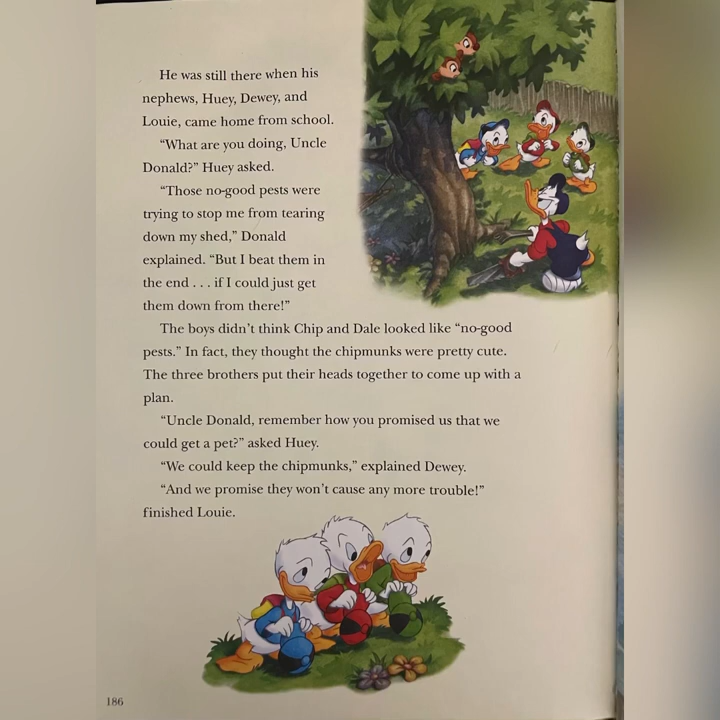 He was still there when his
nephews, Huey, Dewey, and
Louie, came home from school.
“What are you doing, Uncle
Donald?” Huey asked.
“Those no-good pests were
trying to stop me from tearing
down my shed,” Donald
explained. “But I beat them in
the end . . . if I could just get
them down from there!”
The boys didn’t think Chip and Dale looked like “no-good
pests.” In fact, they thought the chipmunks were pretty cute.
The three brothers put their heads together to come up with a
plan.
“Uncle Donald, remember how you promised us that we
could get a pet?” asked Huey.
“We could keep the chipmunks,” explained Dewey.
“And we promise they won’t cause any more trouble!”
finished Louie.
186